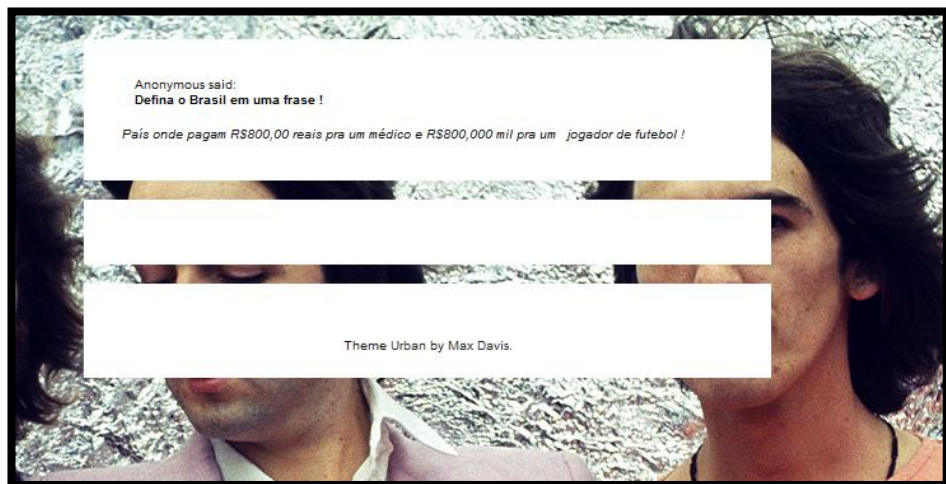 Anonymous said:
Defina o Brasil em uma frase !
País onde pagam R$800,00 reais pra um médico e R$800,000 mil pra um jogador de futebol !
Theme Urban by Max Davis.